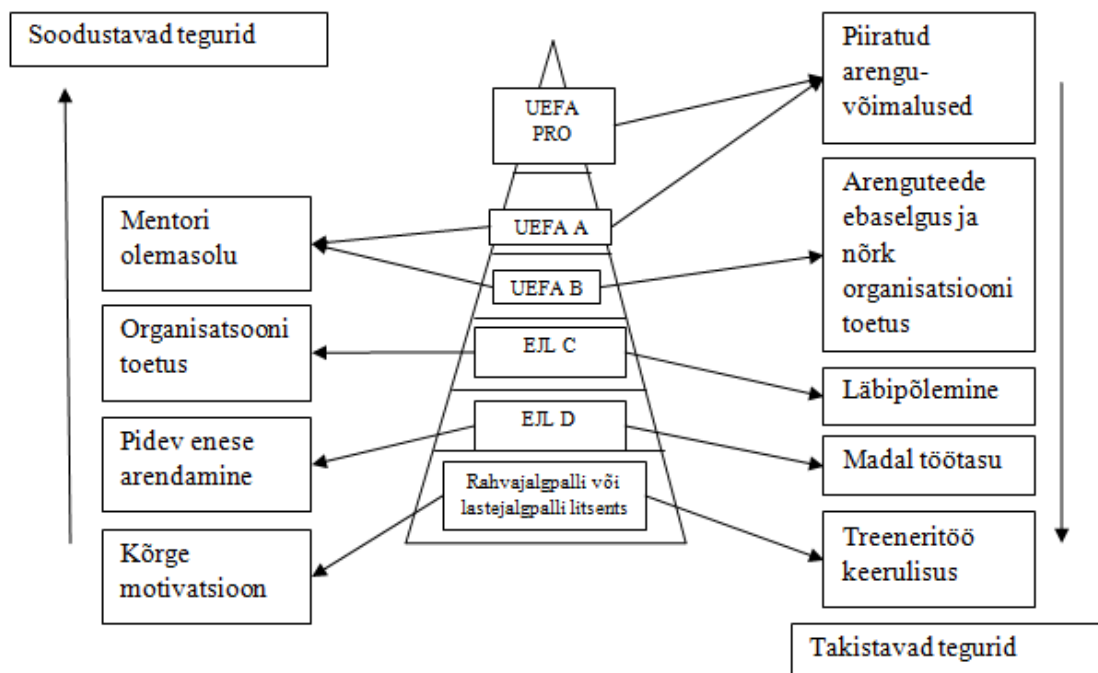 Soodustavad tegurid
Mentori
olemasolu
Organisatsooni
toetus
Pidev enese
arendamine
Kõrge
motivatsioon
UEFA
PRO
UEFA A
UEFA B
EJL C
EJL D
Rahvajalgpalli või
lastejalgpalli litsents
Piiratud
arengu-
võimalused
Arenguteede
ebaselgus ja
nõrk
organisatsiooni
toetus
Läbipõlemine
Madal töötasu
Treeneritöö
keerulisus
Takistavad tegurid